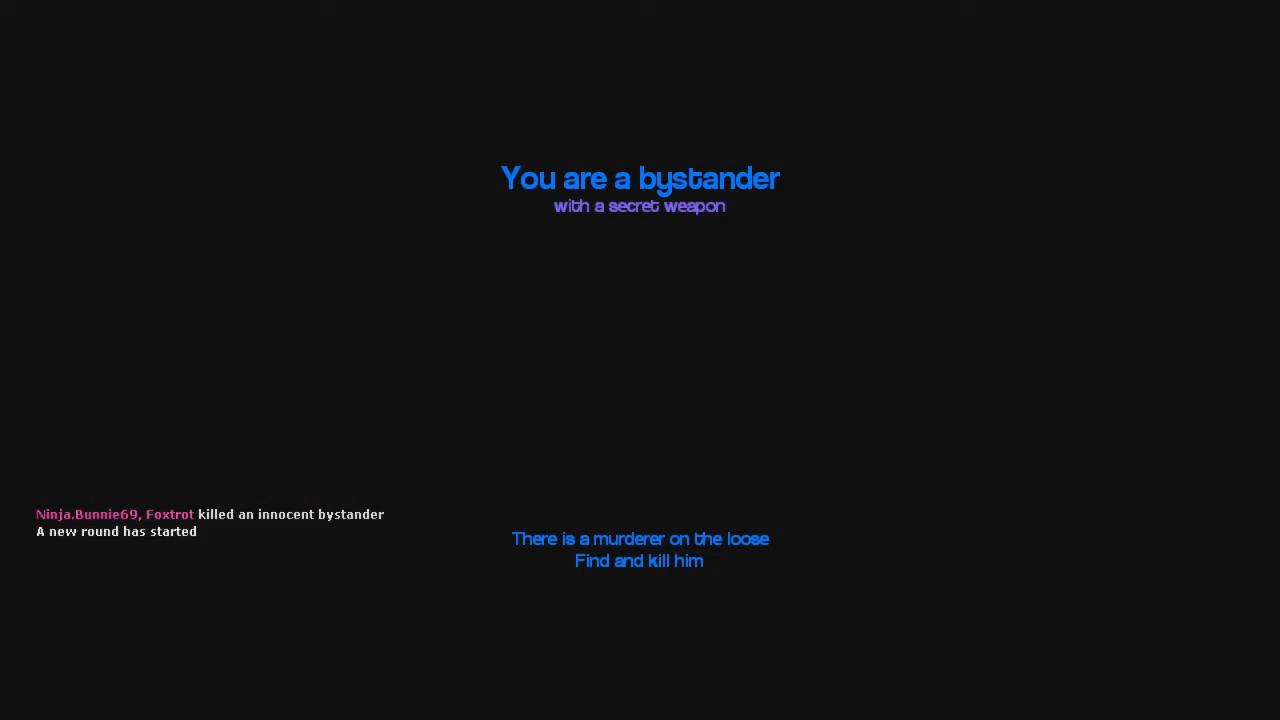 You are a bystander
with a secret weapon
Ninja.Bunnie69, Foxtrot killed an innocent bystander
A new round has started
There is a murderer on the loose
Find and kill him